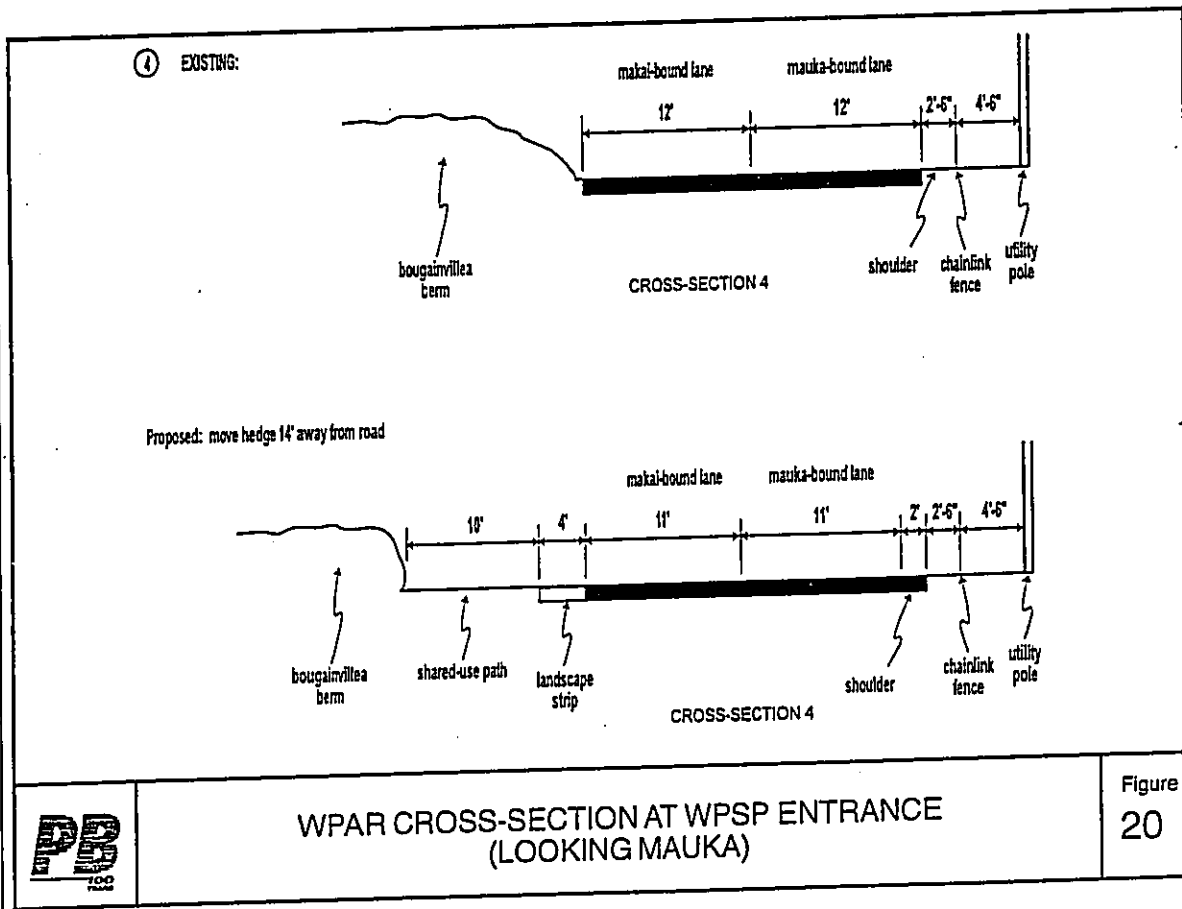 4 EXISTING:
makai-bound lane mauka-bound lane
12' 12' 2'-6" 4'-6"
bougainvillea
berm
shoulder
chainlink
fence
utility
pole
CROSS-SECTION 4
Proposed: move hedge 14' away from road
makai-bound lane mauka-bound lane
10' 4' 11' 11' 2' 2'-6" 4'-6"
bougainvillea
berm
shared-use path
landscape
strip
shoulder
chainlink
fence
utility
pole
CROSS-SECTION 4
PB
100
YEARS
WPAR CROSS-SECTION AT WPSP ENTRANCE
(LOOKING MAUKA)
Figure
20